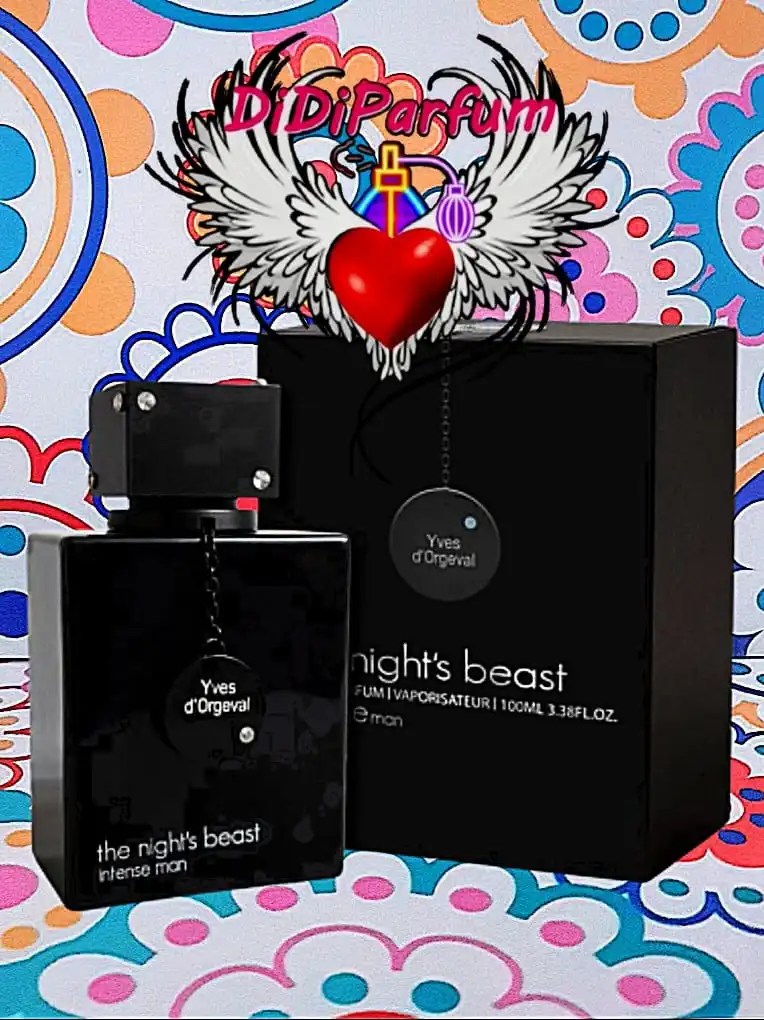 DiDiParfum
Yves
d'Orgeval
night's beast
FUM | VAPORISATEUR | 100ML 3.38FL.OZ.
e man
Yves
d'Orgeval
the night's beast
intense man